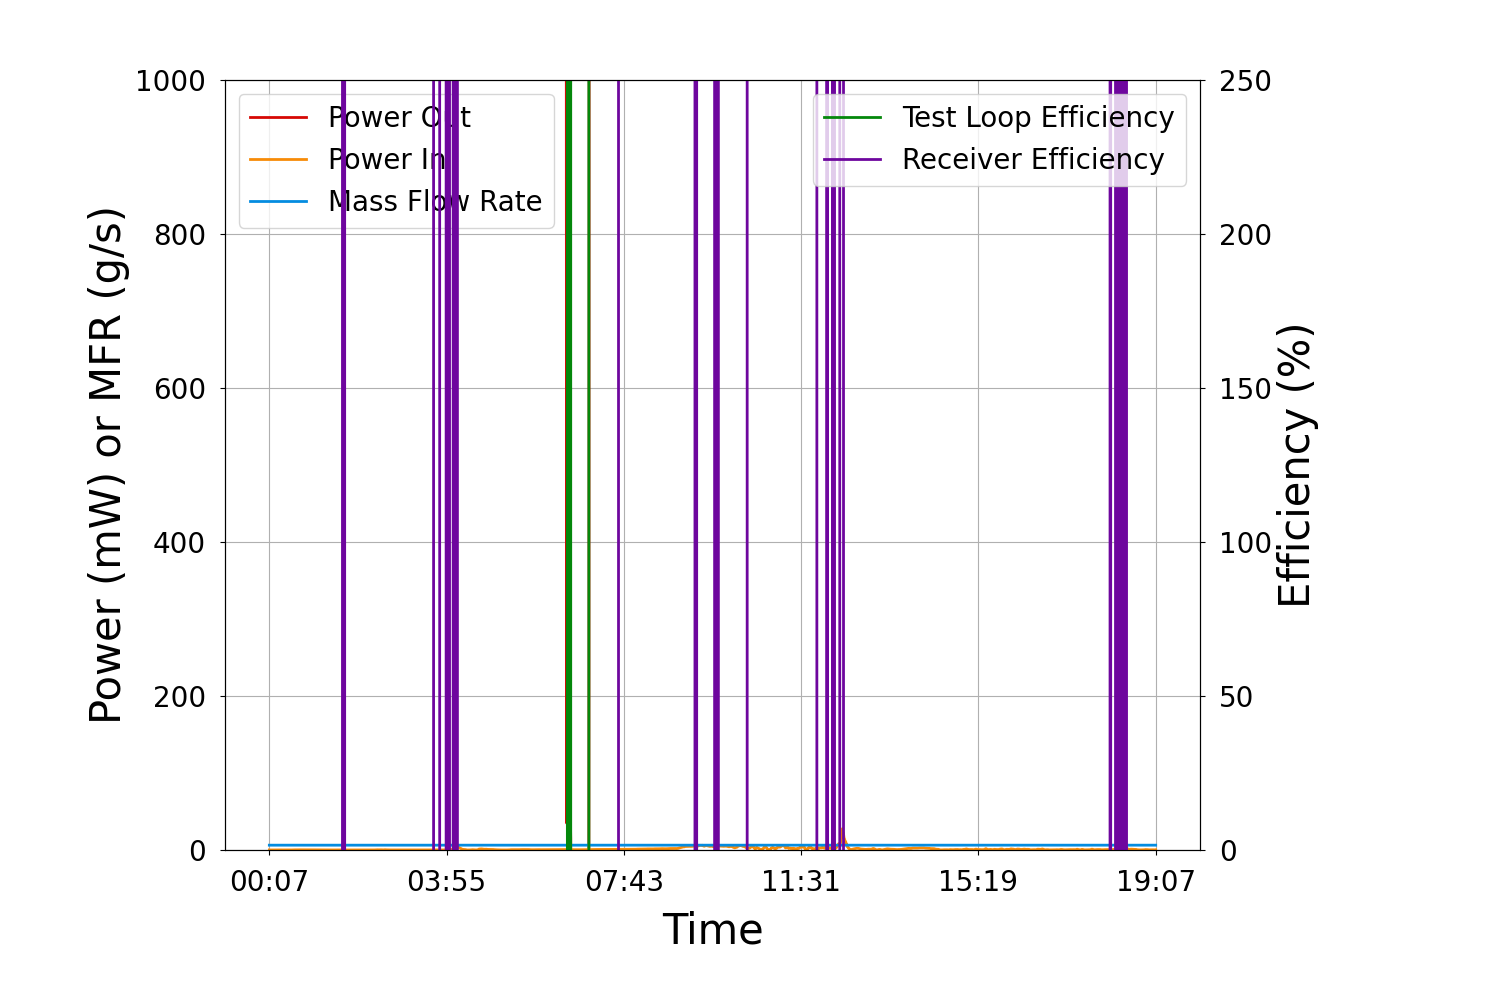 1000
800
600
400
200
0
Power (mW) or MFR (g/s)
Power Out
Power In
Mass Flow Rate
Test Loop Efficiency
Receiver Efficiency
250
200
150
100
50
0
Efficiency (%)
00:07 03:55 07:43 11:31 15:19 19:07
Time